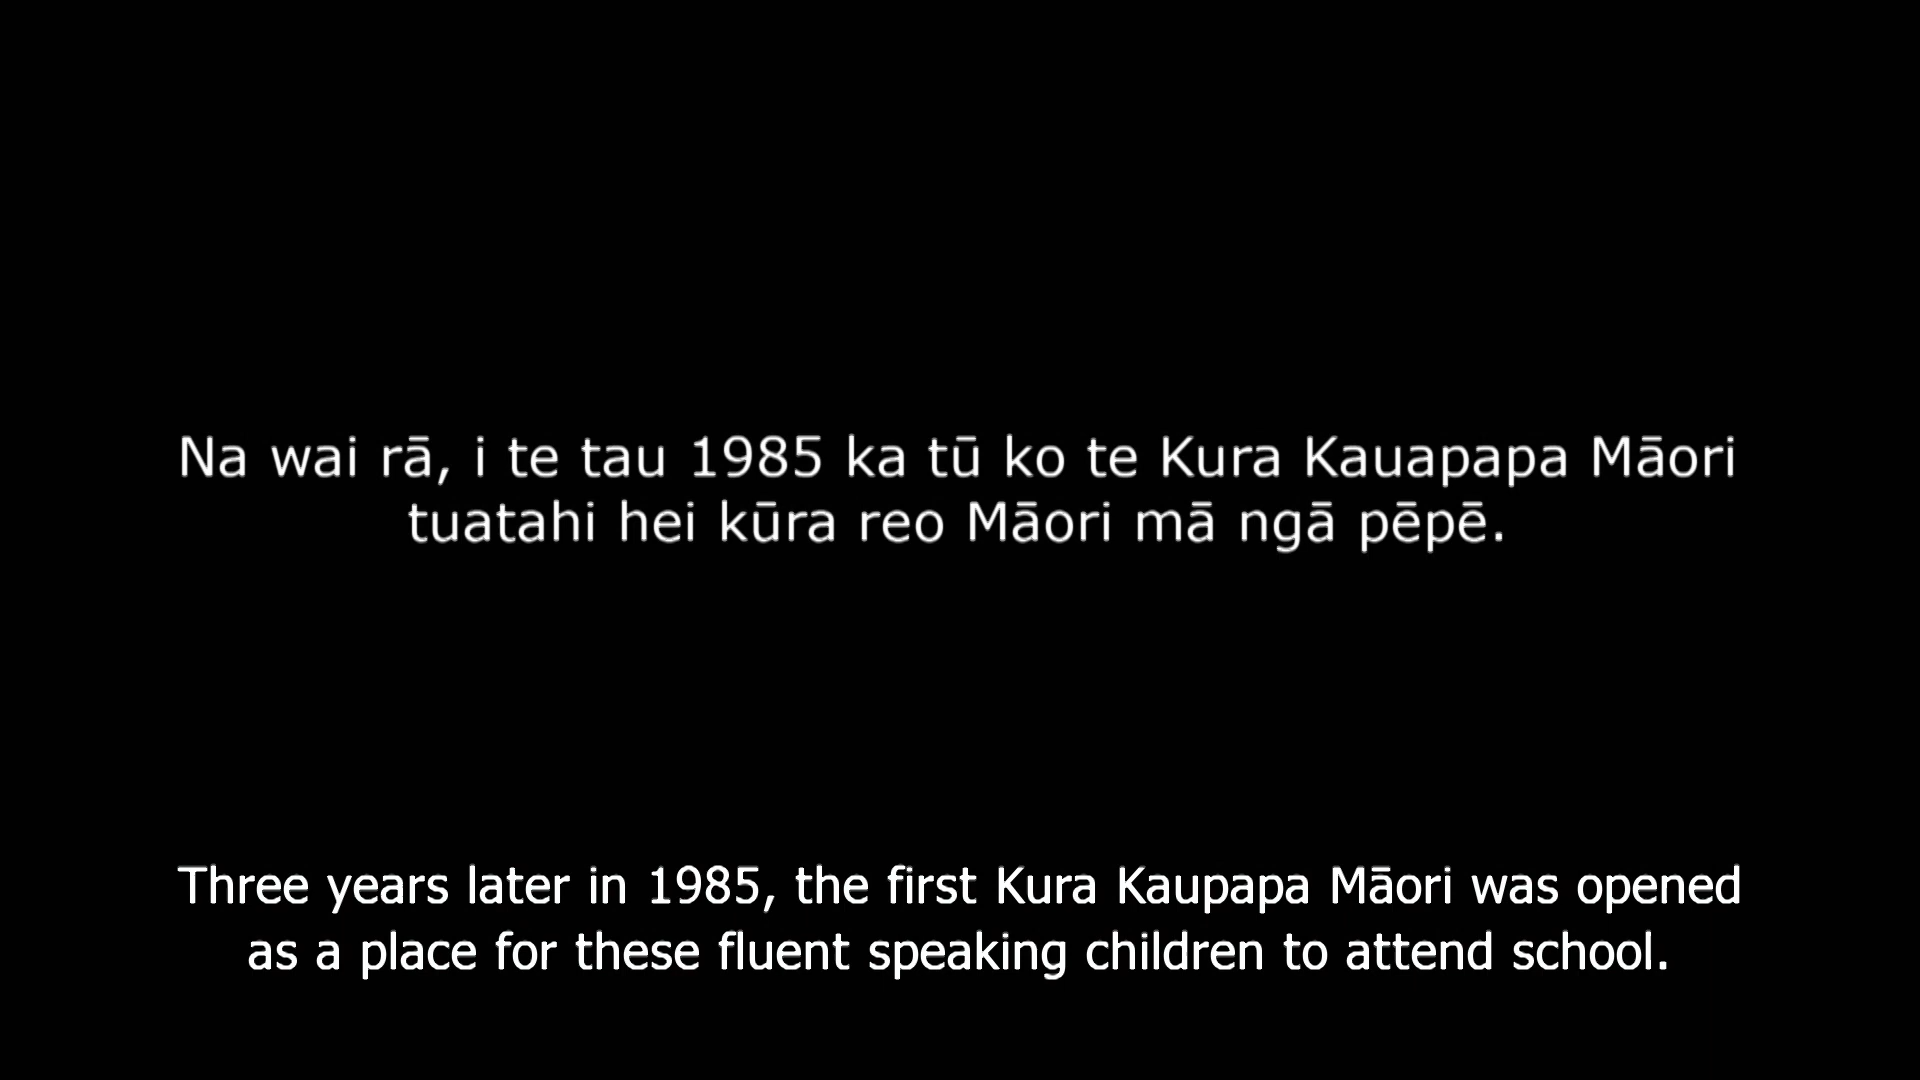 Na wai rā, i te tau 1985 ka tū ko te Kura Kauapapa Māori
tuatahi hei kūra reo Māori mā ngā pēpē.
Three years later in 1985, the first Kura Kaupapa Māori was opened
as a place for these fluent speaking children to attend school.